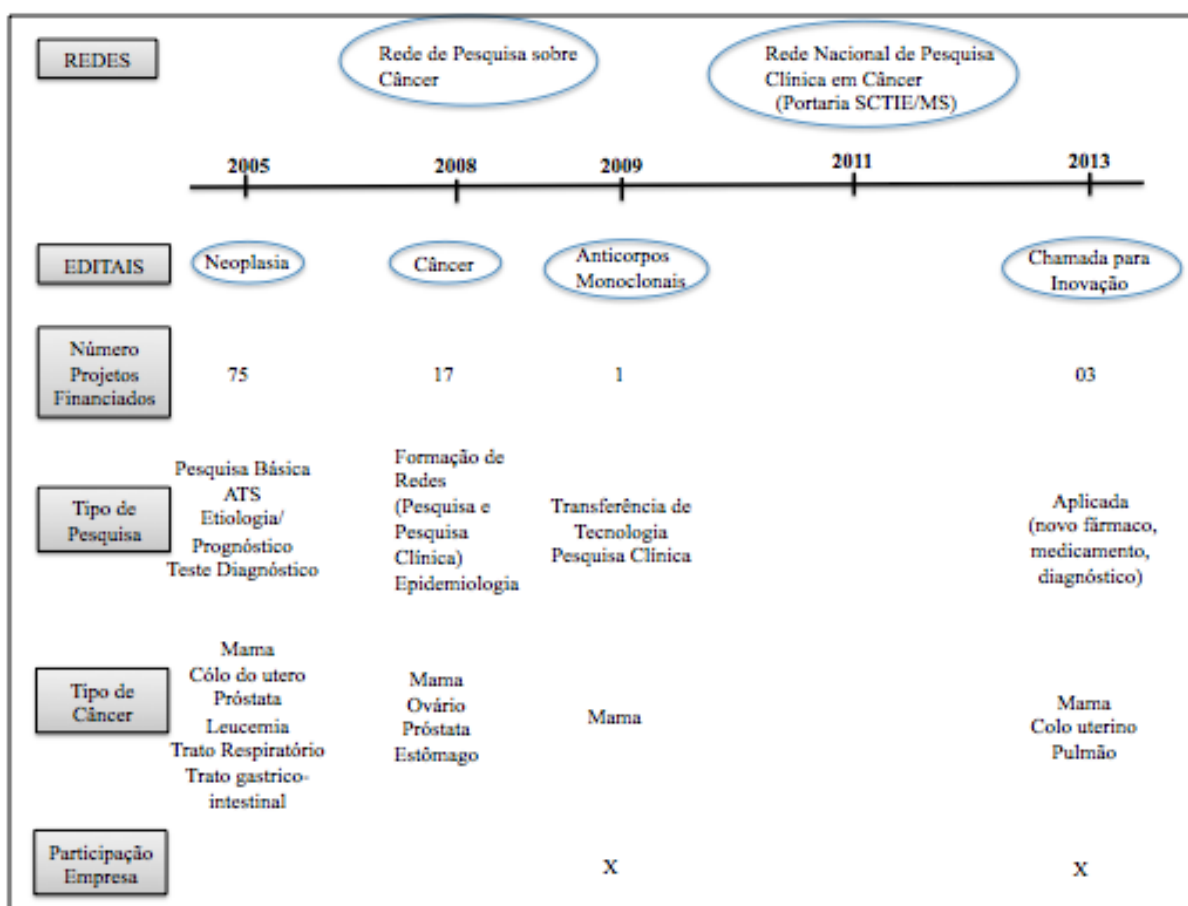 REDES
Rede de Pesquisa sobre
Câncer
Rede Nacional de Pesquisa
Clínica em Câncer
(Portaria SCTIE/MS)
2005
2008
2009
2011
2013
EDITAIS
Neoplasia
Câncer
Anticorpos
Monoclonais
Chamada para
Inovação
Número
Projetos
Financiados
75
17
1
03
Tipo de
Pesquisa
Pesquisa Básica
ATS
Etiologia/
Prognóstico
Teste Diagnóstico
Formação de
Redes
(Pesquisa e
Pesquisa
Clínica)
Epidemiologia
Transferência de
Tecnologia
Pesquisa Clínica
Aplicada
(novo fármaco,
medicamento,
diagnóstico)
Tipo de
Câncer
Mama
Cólo do utero
Próstata
Leucemia
Trato Respiratório
Trato gastrico-
intestinal
Mama
Ovário
Próstata
Estômago
Mama
Mama
Colo uterino
Pulmão
Participação
Empresa
X
X